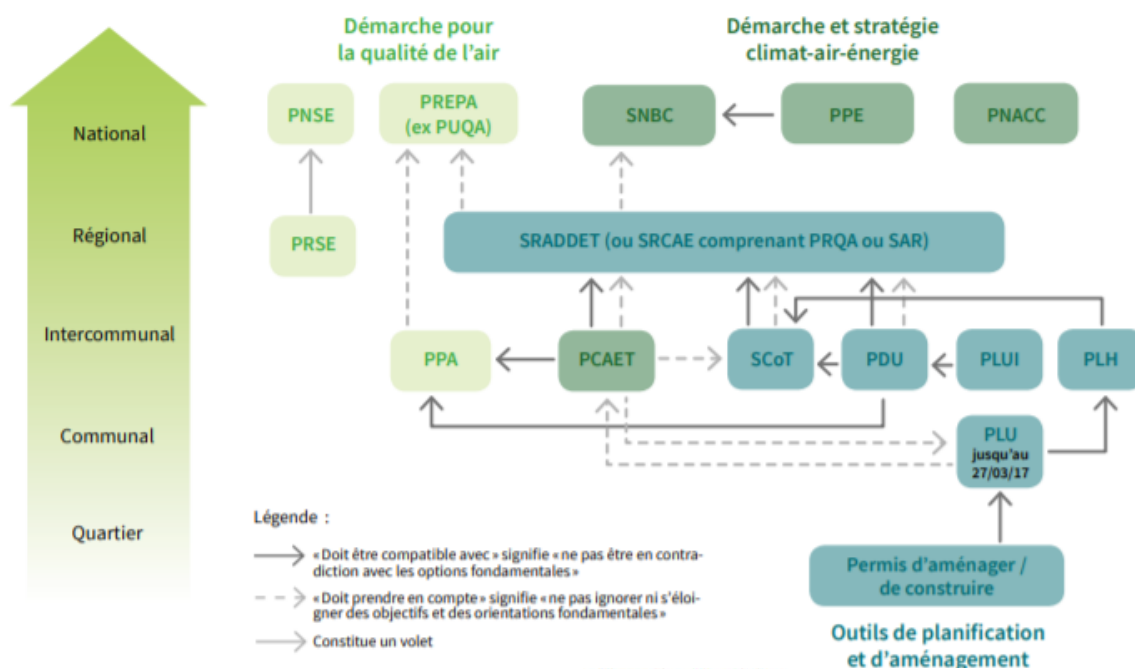 Démarche pour
la qualité de l'air
Démarche et stratégie
climat-air-énergie
National
PNSE
PREPA
(ex PUQA)
SNBC
PPE
PNACC
Régional
PRSE
SRADDET (ou SRCAE comprenant PRQA ou SAR)
Intercommunal
PPA
PCAET
SCoT
PDU
PLUI
PLH
Communal
PLU
jusqu'au
27/03/17
Quartier
Légende :
« Doit être compatible avec » signifie « ne pas être en contra-
diction avec les options fondamentales »
« Doit prendre en compte » signifie « ne pas ignorer ni s'éloi-
gner des objectifs et des orientations fondamentales »
Constitue un volet
Permis d'aménager /
de construire
Outils de planification
et d'aménagement